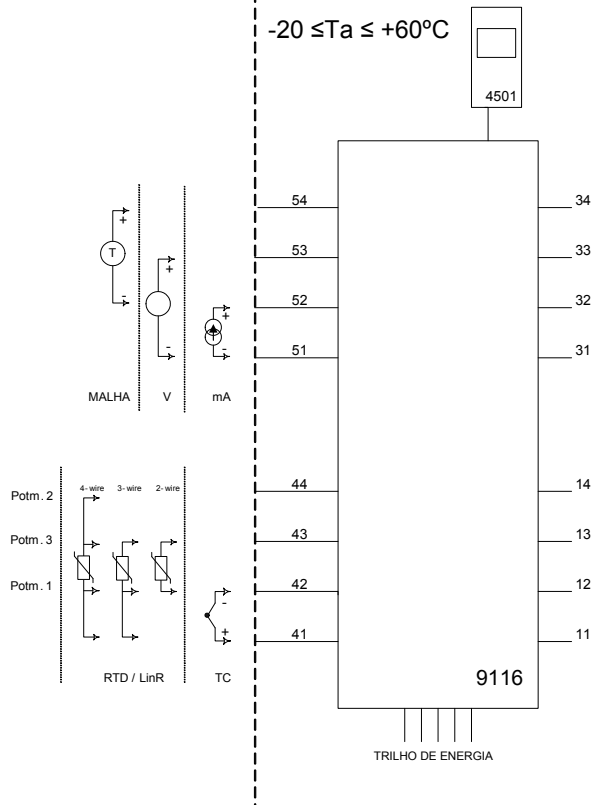 -20 ≤Ta ≤ +60ºC
4501
54
34
+
T
53
33
+
-
52
32
+
-
51
31
-
MALHA
V
mA
Potm. 2
4-wire
3-wire
2-wire
44
14
Potm. 3
43
13
Potm. 1
42
12
-
+
41
11
RTD / LinR
TC
9116
TRILHO DE ENERGIA